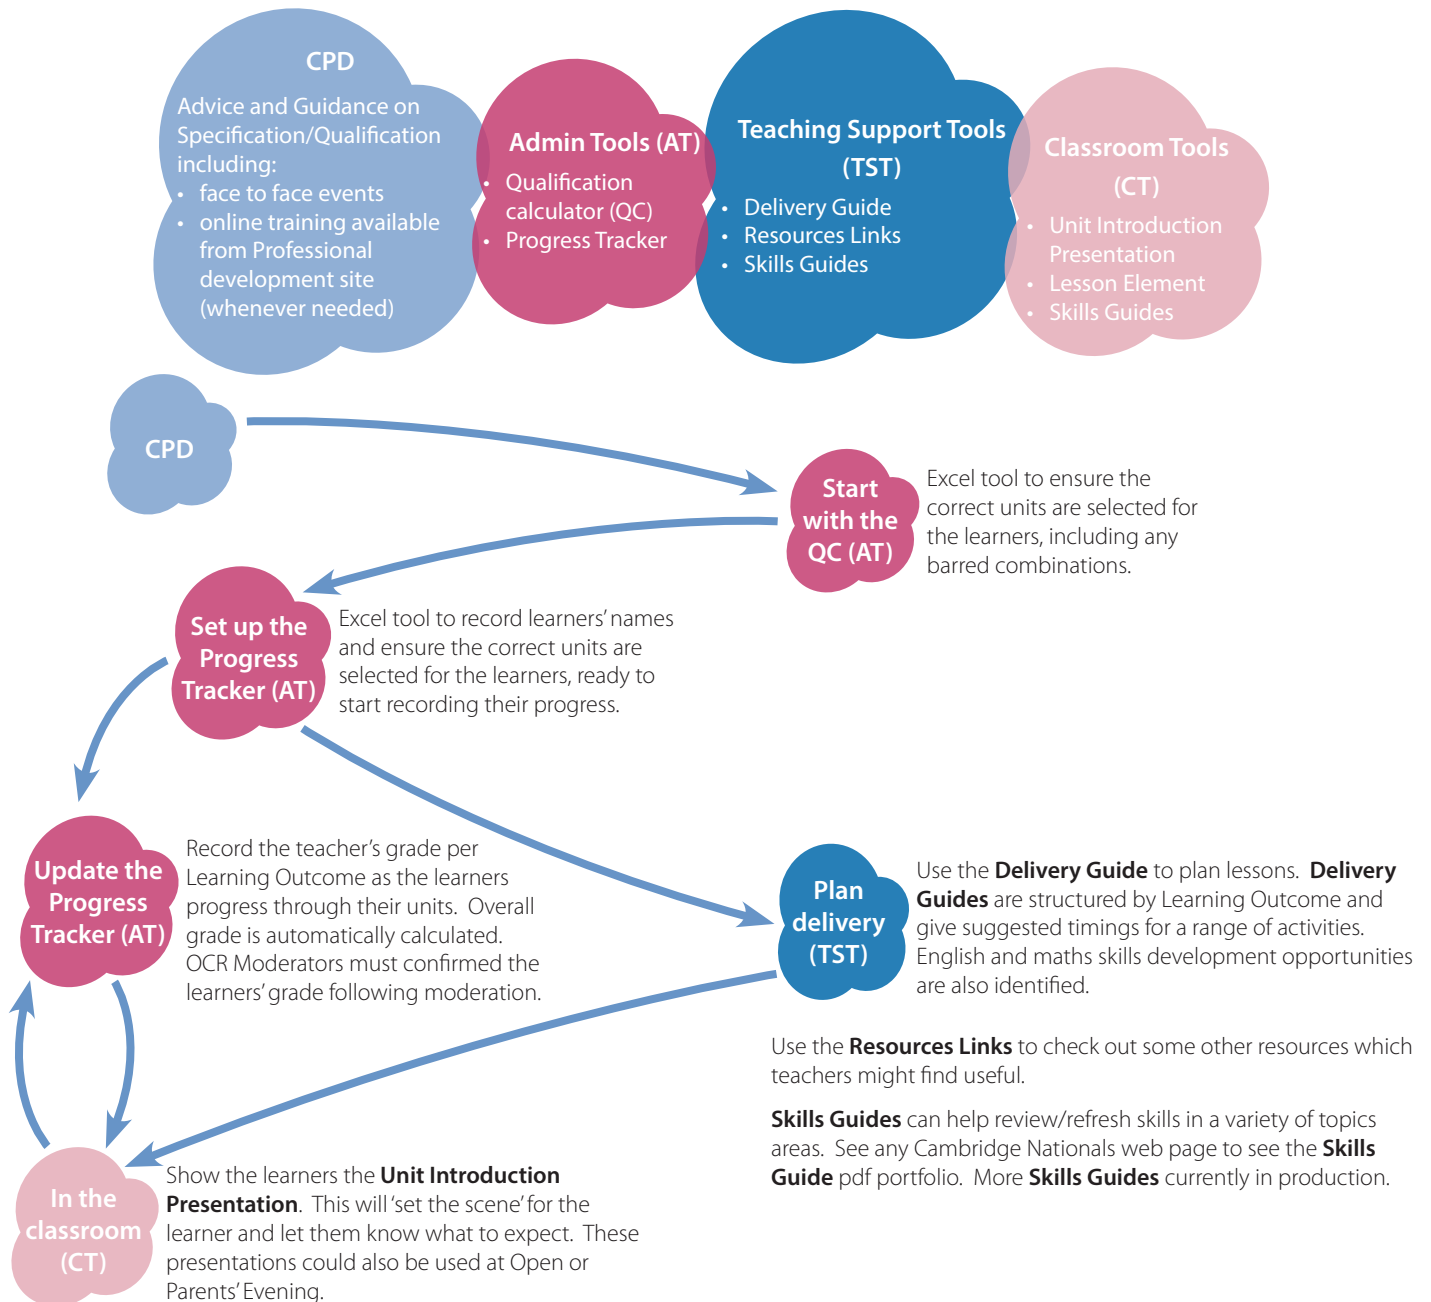 CPD
Advice and Guidance on
Specification/Qualification
including:
• face to face events
• online training available
from Professional
development site
(whenever needed)
Admin Tools (AT)
• Qualification
calculator (QC)
• Progress Tracker
Teaching Support Tools
(TST)
• Delivery Guide
• Resources Links
• Skills Guides
Classroom Tools
(CT)
• Unit Introduction
Presentation
• Lesson Element
• Skills Guides
CPD
Start
with the
QC (AT)
Excel tool to ensure the
correct units are selected for
the learners, including any
barred combinations.
Set up the
Progress
Tracker (AT)
Excel tool to record learners’ names
and ensure the correct units are
selected for the learners, ready to
start recording their progress.
Update the
Progress
Tracker (AT)
Record the teacher’s grade per
Learning Outcome as the learners
progress through their units. Overall
grade is automatically calculated.
OCR Moderators must confirmed the
learners’ grade following moderation.
Plan
delivery
(TST)
Use the Delivery Guide to plan lessons. Delivery
Guides are structured by Learning Outcome and
give suggested timings for a range of activities.
English and maths skills development opportunities
are also identified.
Use the Resources Links to check out some other resources which
teachers might find useful.
Skills Guides can help review/refresh skills in a variety of topics
areas. See any Cambridge Nationals web page to see the Skills
Guide pdf portfolio. More Skills Guides currently in production.
In the
classroom
(CT)
Show the learners the Unit Introduction
Presentation. This will ‘set the scene’ for the
learner and let them know what to expect. These
presentations could also be used at Open or
Parents’ Evening.